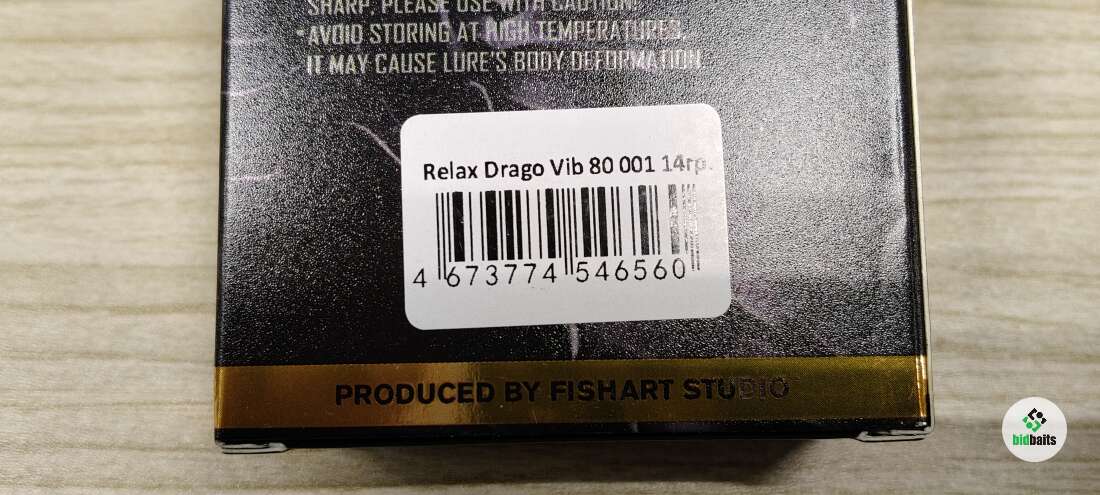 SHARP. PLEASE USE WITH CAUTION.
*AVOID STORING AT HIGH TEMPERATURES.
IT MAY CAUSE LURE'S BODY DEFORMATION
Relax Drago Vib 80 001 14гр.
4 673774 546560
PRODUCED BY FISHART STUDIO
bidbaits